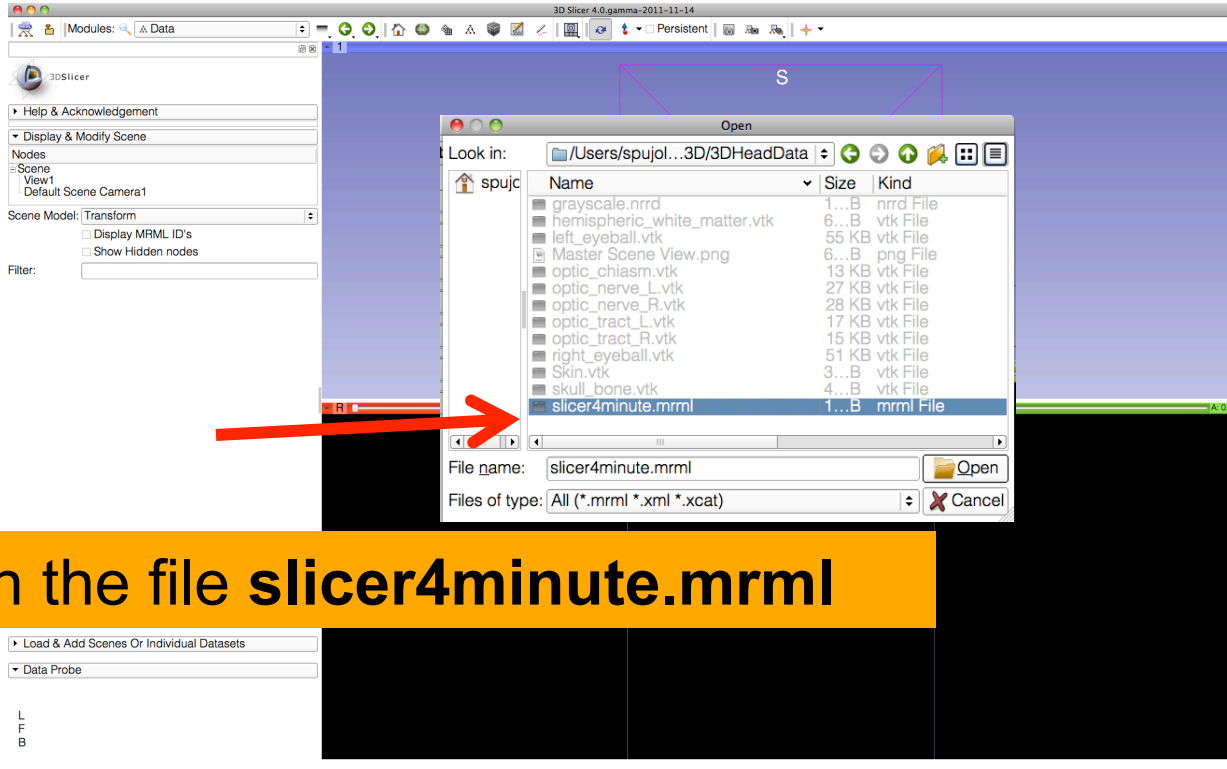 3D Slicer 4.0.gamma-2011-11-14
Modules: Data Persistent
1
3DSlicer
S
Help & Acknowledgement
Display & Modify Scene
Nodes
Scene
View1
Default Scene Camera1
Scene Model: Transform
Display MRML ID's
Show Hidden nodes
Filter:
Open
Look in: /Users/spujol...3D/3DHeadData
spujc
Name Size Kind
grayscale.nrrd 1...B nrrd File
hemispheric_white_matter.vtk 6...B vtk File
left_eyeball.vtk 55 KB vtk File
Master Scene View.png 6...B png File
optic_chiasm.vtk 13 KB vtk File
optic_nerve_L.vtk 27 KB vtk File
optic_nerve_R.vtk 28 KB vtk File
optic_tract_L.vtk 17 KB vtk File
optic_tract_R.vtk 15 KB vtk File
right_eyeball.vtk 51 KB vtk File
Skin.vtk 3...B vtk File
skull_bone.vtk 4...B vtk File
slicer4minute.mrml 1...B mrml File
File name: slicer4minute.mrml Open
Files of type: All (*.mrml *.xml *.xcat) Cancel
R
A: 0
n the file slicer4minute.mrml
Load & Add Scenes Or Individual Datasets
Data Probe
L
F
B